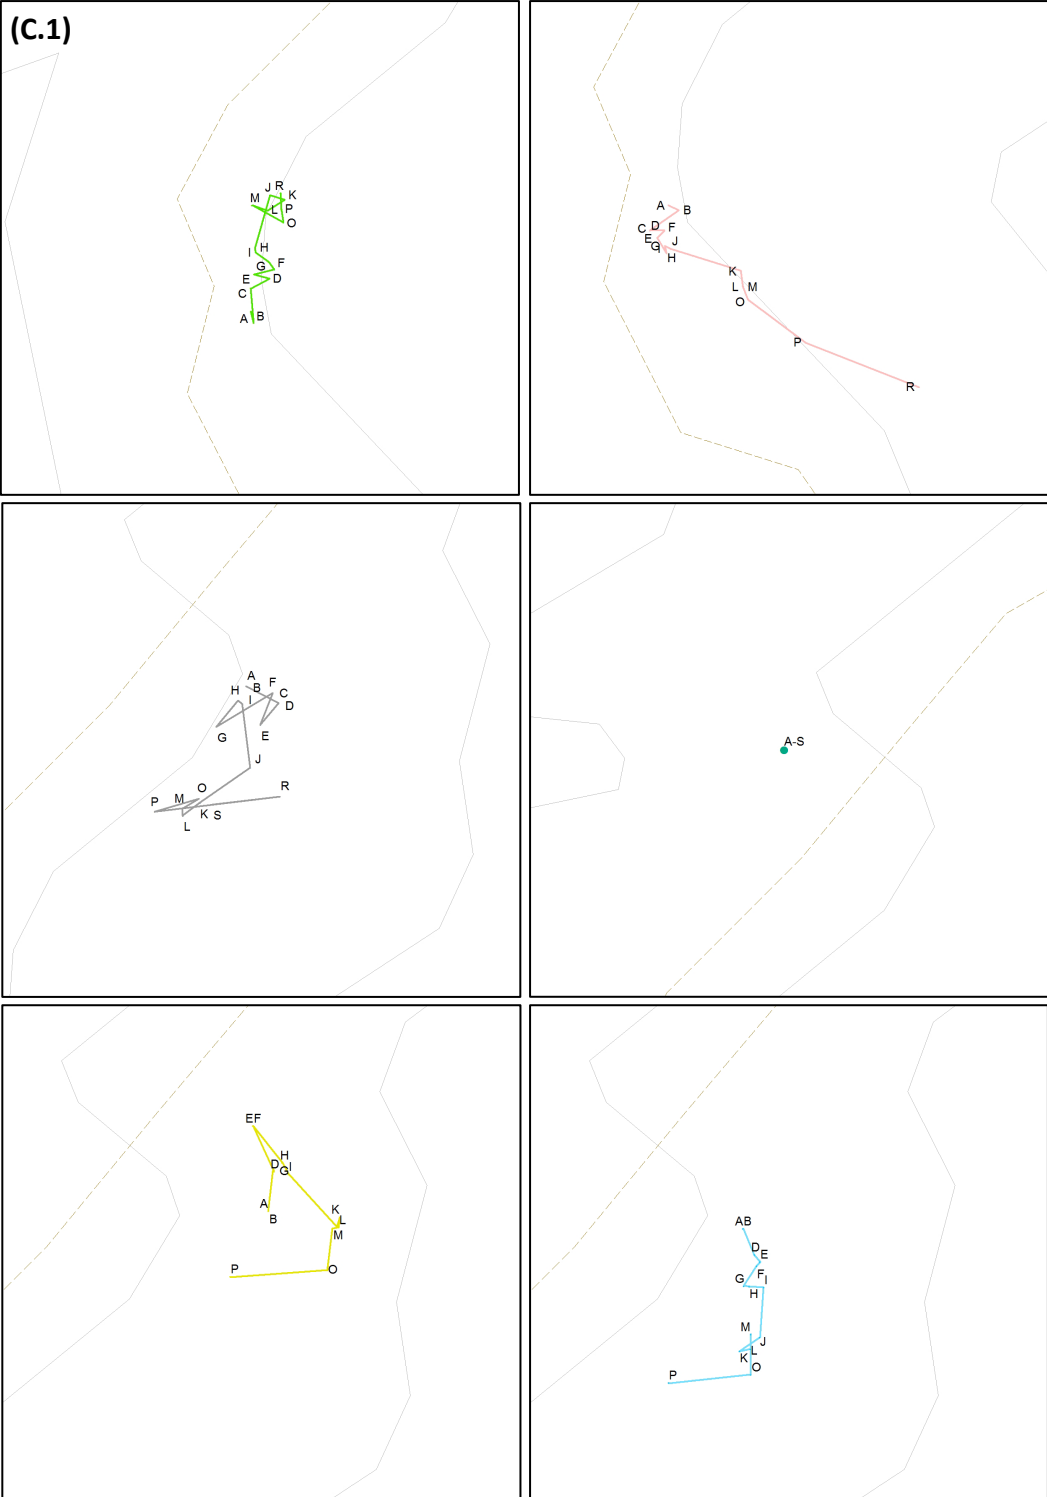 (C.1)
J R
M K
L P
O
H
I
G F
E D
C
A B
A B
C D F
E J
G I
H
K
L M
O
P
R
A
B F
H C
I D
G E
J
R
O
P M
K S
L
A-S
EF
H
D I
G
A
B
K
L
M
P O
AB
D E
F
G I
H
M
J
L
K
O
P